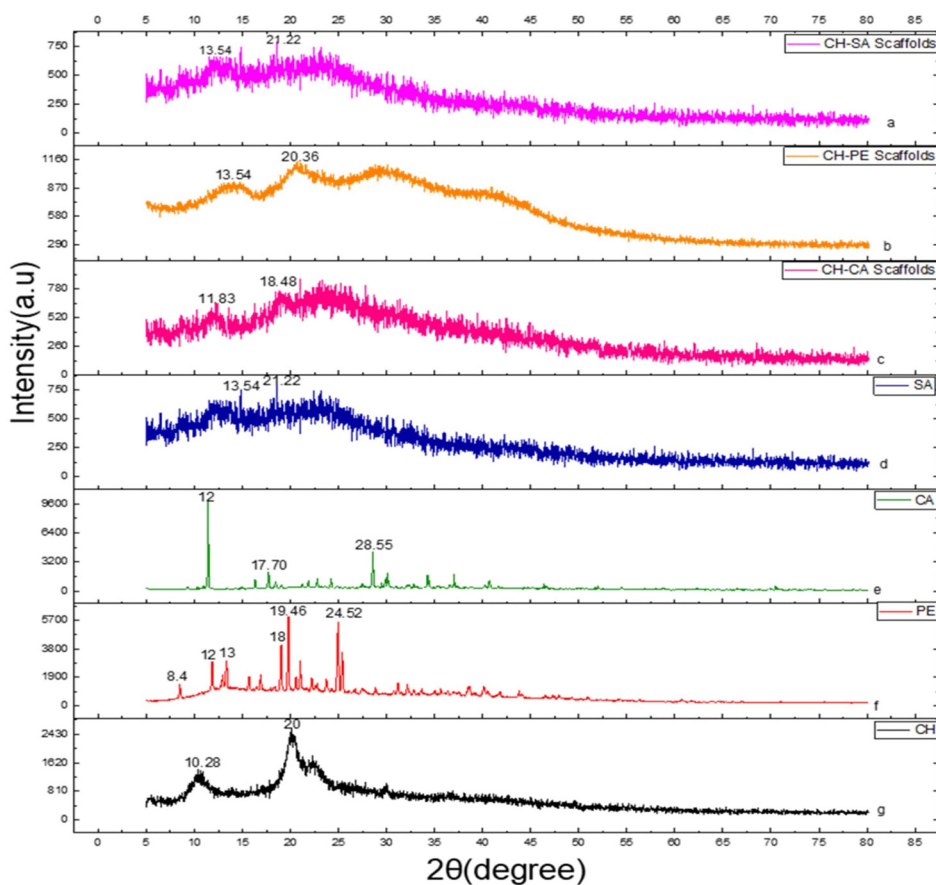 0 5 10 15 20 25 30 35 40 45 50 55 60 65 70 75 80 85
CH-SA Scaffolds
750
500
250
0
13.54
21.22
a
CH-PE Scaffolds
1160
870
580
290
13.54
20.36
b
CH-CA Scaffolds
780
520
260
0
11.83
18.48
c
SA
750
500
250
0
13.54
21.22
d
CA
9600
6400
3200
0
12
17.70
28.55
e
PE
5700
3800
1900
0
8.4
12
13
18
19.46
24.52
f
CH
2430
1620
810
0
10.28
20
g
0 5 10 15 20 25 30 35 40 45 50 55 60 65 70 75 80 85
Intensity(a.u)
2θ(degree)